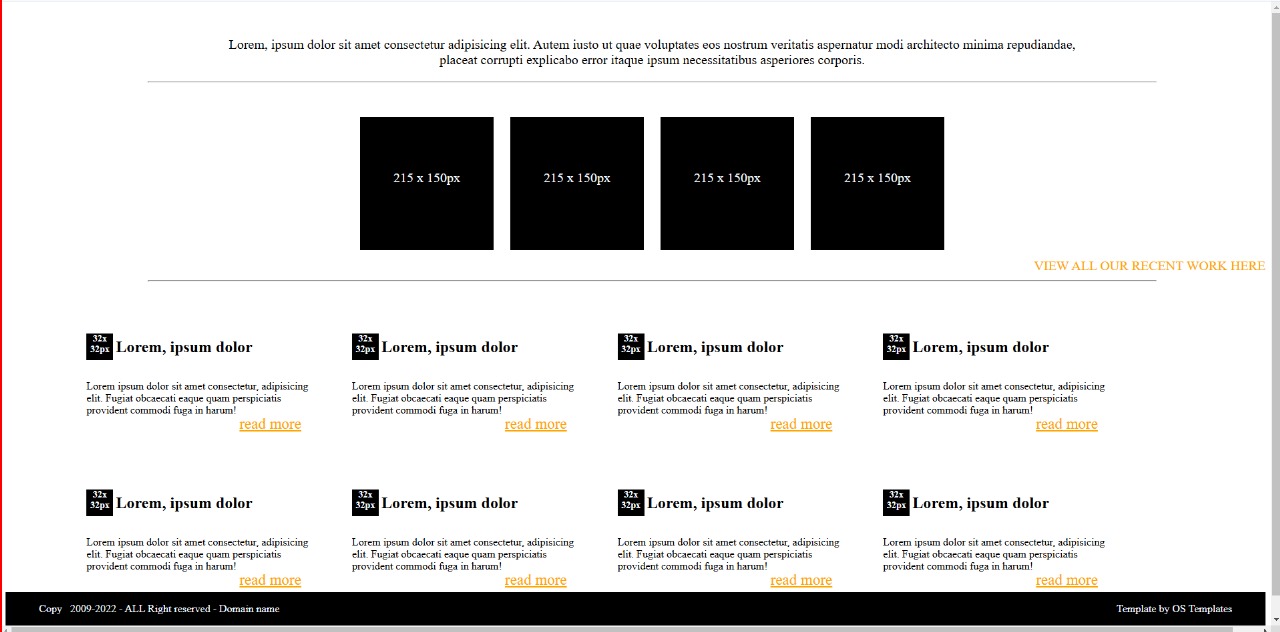 Lorem, ipsum dolor sit amet consectetur adipisicing elit. Autem iusto ut quae voluptates eos nostrum veritatis aspernatur modi architecto minima repudiandae,
placeat corrupti explicabo error itaque ipsum necessitatibus asperiores corporis.
215 x 150px
215 x 150px
215 x 150px
215 x 150px
VIEW ALL OUR RECENT WORK HERE
32x
32px
Lorem, ipsum dolor
Lorem ipsum dolor sit amet consectetur, adipisicing
elit. Fugiat obcaecati eaque quam perspiciatis
provident commodi fuga in harum!
read more
32x
32px
Lorem, ipsum dolor
Lorem ipsum dolor sit amet consectetur, adipisicing
elit. Fugiat obcaecati eaque quam perspiciatis
provident commodi fuga in harum!
read more
32x
32px
Lorem, ipsum dolor
Lorem ipsum dolor sit amet consectetur, adipisicing
elit. Fugiat obcaecati eaque quam perspiciatis
provident commodi fuga in harum!
read more
32x
32px
Lorem, ipsum dolor
Lorem ipsum dolor sit amet consectetur, adipisicing
elit. Fugiat obcaecati eaque quam perspiciatis
provident commodi fuga in harum!
read more
32x
32px
Lorem, ipsum dolor
Lorem ipsum dolor sit amet consectetur, adipisicing
elit. Fugiat obcaecati eaque quam perspiciatis
provident commodi fuga in harum!
read more
32x
32px
Lorem, ipsum dolor
Lorem ipsum dolor sit amet consectetur, adipisicing
elit. Fugiat obcaecati eaque quam perspiciatis
provident commodi fuga in harum!
read more
32x
32px
Lorem, ipsum dolor
Lorem ipsum dolor sit amet consectetur, adipisicing
elit. Fugiat obcaecati eaque quam perspiciatis
provident commodi fuga in harum!
read more
32x
32px
Lorem, ipsum dolor
Lorem ipsum dolor sit amet consectetur, adipisicing
elit. Fugiat obcaecati eaque quam perspiciatis
provident commodi fuga in harum!
read more
Copy 2009-2022 - ALL Right reserved - Domain name
Template by OS Templates